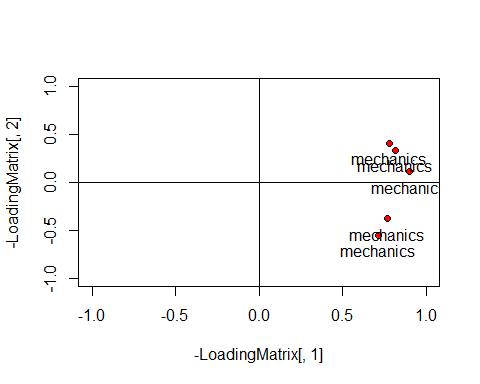 1.0
0.5
0.0
-0.5
-1.0
-LoadingMatrix[, 2]
mechanics
mechanics
mechanic
mechanics
mechanics
-1.0 -0.5 0.0 0.5 1.0
-LoadingMatrix[, 1]